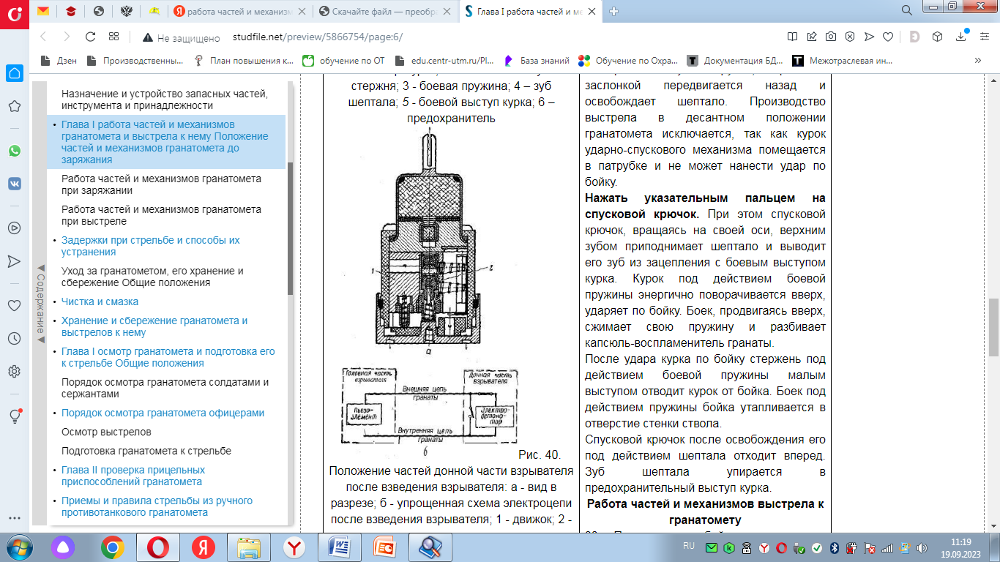 работа частей и механизм
Скачайте файл — преобра
Глава I работа частей и ме
Не защищено studfile.net/preview/5866754/page:6/
Дзен Производственны... План повышения к... обучение по ОТ edu.centr-utm.ru/Pl... База знаний Обучение по Охра... Документация БД... Межотраслевая ин... »
◀ Содержание ◀
Назначение и устройство запасных частей,
инструмента и принадлежности
• Глава I работа частей и механизмов
гранатомета и выстрела к нему Положение
частей и механизмов гранатомета до
заряжания
Работа частей и механизмов гранатомета
при заряжании
Работа частей и механизмов гранатомета
при выстреле
• Задержки при стрельбе и способы их
устранения
Уход за гранатометом, его хранение и
сбережение Общие положения
• Чистка и смазка
• Хранение и сбережение гранатомета и
выстрелов к нему
• Глава I осмотр гранатомета и подготовка его
к стрельбе Общие положения
Порядок осмотра гранатомета солдатами и
сержантами
• Порядок осмотра гранатомета офицерами
Осмотр выстрелов
Подготовка гранатомета к стрельбе
• Глава II проверка прицельных
приспособлений гранатомета
• Приемы и правила стрельбы из ручного
противотанкового гранатомета
стержня; 3 - боевая пружина; 4 – зуб
шептала; 5 - боевой выступ курка; 6 –
предохранитель
1
2
а
Головная часть
взрывателя
Донная часть
взрывателя
Внешняя цепь
гранаты
Пьезо-
элемент
Электро-
детона-
тор
Внутренняя цепь
гранаты
б
Рис. 40.
Положение частей донной части взрывателя
после взведения взрывателя: а - вид в
разрезе; б - упрощенная схема электроцепи
после взведения взрывателя; 1 - движок; 2 -
заслонкой передвигается назад и
освобождает шептало. Производство
выстрела в десантном положении
гранатомета исключается, так как курок
ударно-спускового механизма помещается
в патрубке и не может нанести удар по
бойку.
Нажать указательным пальцем на
спусковой крючок. При этом спусковой
крючок, вращаясь на своей оси, верхним
зубом приподнимает шептало и выводит
его зуб из зацепления с боевым выступом
курка. Курок под действием боевой
пружины энергично поворачивается вверх,
ударяет по бойку. Боек, продвигаясь вверх,
сжимает свою пружину и разбивает
капсюль-воспламенитель гранаты.
После удара курка по бойку стержень под
действием боевой пружины малым
выступом отводит курок от бойка. Боек под
действием пружины бойка утапливается в
отверстие стенки ствола.
Спусковой крючок после освобождения его
под действием шептала отходит вперед.
Зуб шептала упирается в
предохранительный выступ курка.
Работа частей и механизмов выстрела к
гранатомету
RU
11:19
19.09.2023